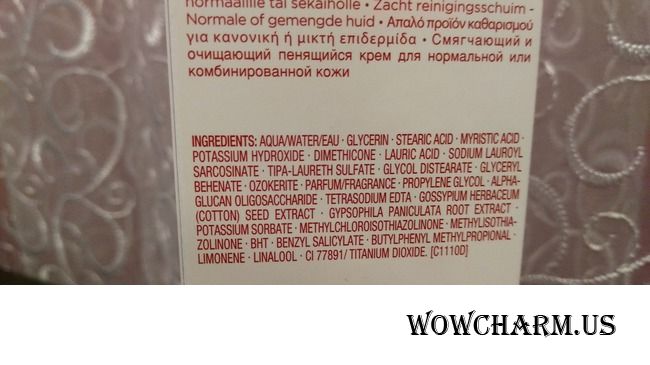 normaalille tai sekaiholle • Zacht reinigingsschuim -
Normale of gemengde huid • Απαλό προϊόν καθαρισμού
για κανονική ή μικτή επιδερμίδα • Смягчающий и
очищающий пенящийся крем для нормальной или
комбинированной кожи
INGREDIENTS: AQUA/WATER/EAU · GLYCERIN · STEARIC ACID · MYRISTIC ACID ·
POTASSIUM HYDROXIDE · DIMETHICONE · LAURIC ACID · SODIUM LAUROYL
SARCOSINATE · TIPA-LAURETH SULFATE · GLYCOL DISTEARATE · GLYCERYL
BEHENATE · OZOKERITE · PARFUM/FRAGRANCE · PROPYLENE GLYCOL · ALPHA-
GLUCAN OLIGOSACCHARIDE · TETRASODIUM EDTA · GOSSYPIUM HERBACEUM
(COTTON) SEED EXTRACT · GYPSOPHILA PANICULATA ROOT EXTRACT ·
POTASSIUM SORBATE · METHYLCHLOROISOTHIAZOLINONE · METHYLISOTHIA-
ZOLINONE · BHT · BENZYL SALICYLATE · BUTYLPHENYL METHYLPROPIONAL ·
LIMONENE · LINALOOL · CI 77891/ TITANIUM DIOXIDE. [C1110D]
WOWCHARM.US